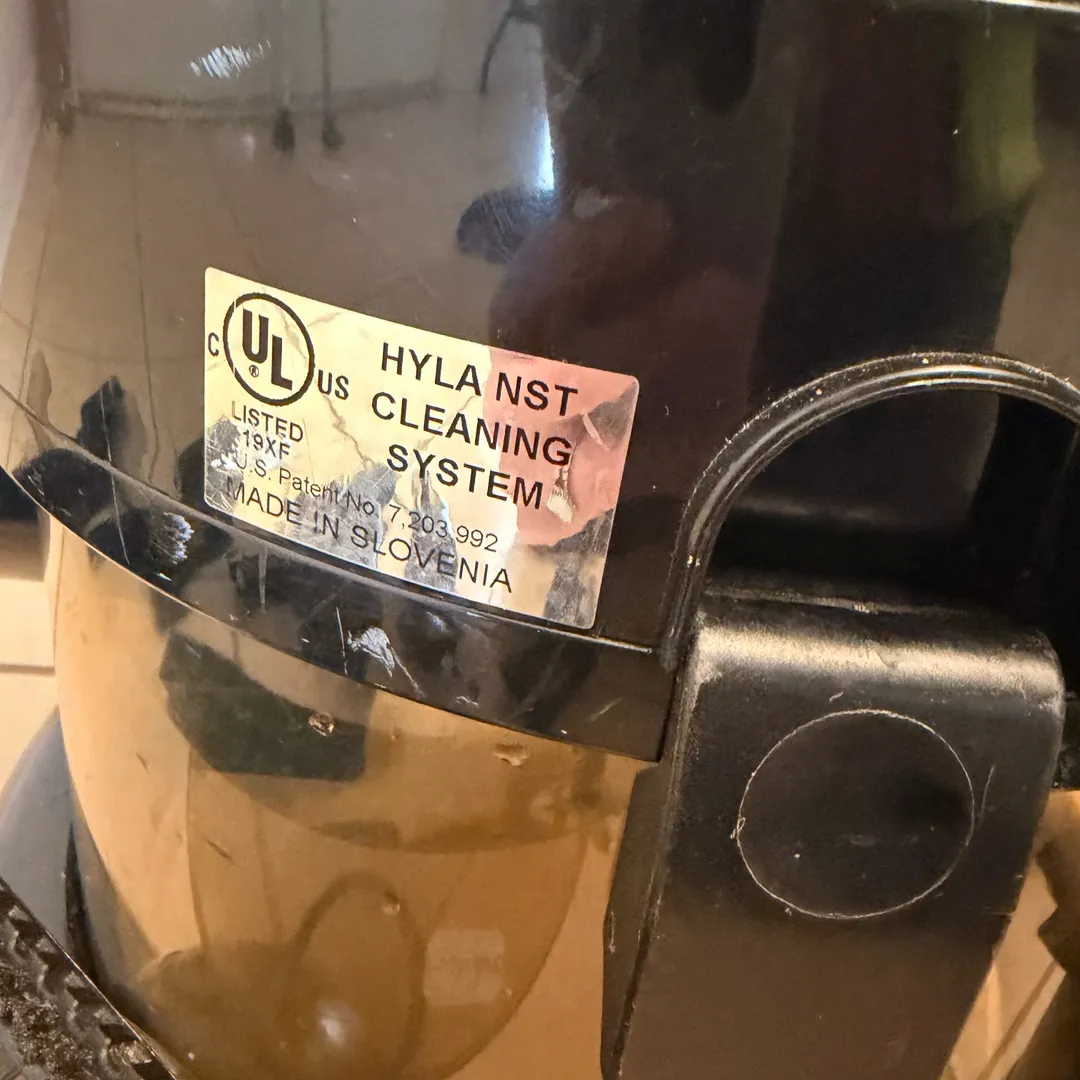 C UL ® US
LISTED
19XF
HYLA NST
CLEANING
SYSTEM
U.S. Patent No. 7,203,992
MADE IN SLOVENIA